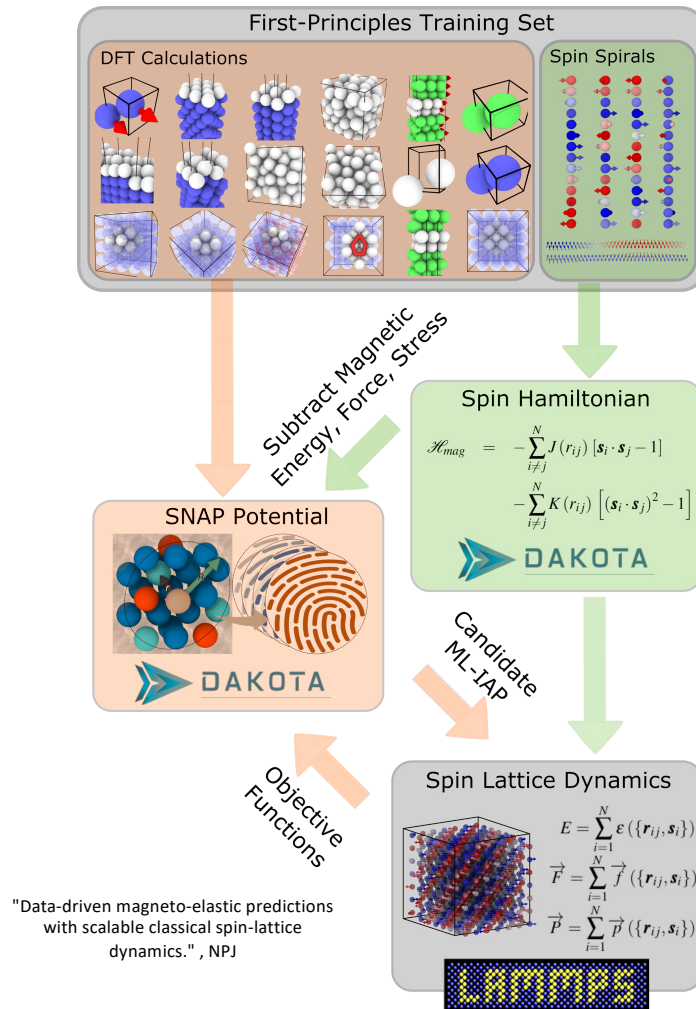 First-Principles Training Set
DFT Calculations
Spin Spirals
Subtract Magnetic
Energy, Force, Stress
Spin Hamiltonian
ℋ_mag = −∑_{i≠j}^{N} J(r_ij) [s_i · s_j − 1]
−∑_{i≠j}^{N} K(r_ij) [(s_i · s_j)² − 1]
DAKOTA
SNAP Potential
DAKOTA
Candidate
ML-IAP
Objective
Functions
Spin Lattice Dynamics
E = ∑_{i=1}^{N} ε({r_ij, s_i})
F⃗ = ∑_{i=1}^{N} f⃗({r_ij, s_i})
P⃗ = ∑_{i=1}^{N} p⃗({r_ij, s_i})
LAMMPS
"Data-driven magneto-elastic predictions
with scalable classical spin-lattice
dynamics." , NPJ